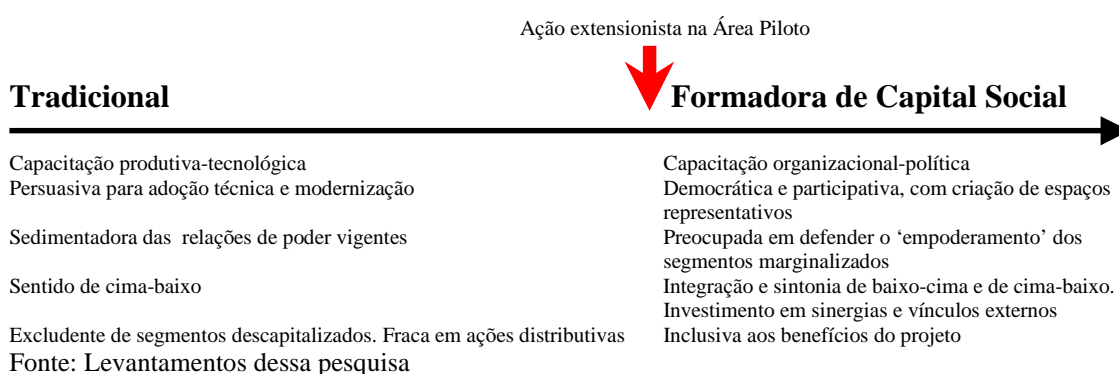 Ação extensionista na Área Piloto
Tradicional
Formadora de Capital Social
Capacitação produtiva-tecnológica
Capacitação organizacional-política
Persuasiva para adoção técnica e modernização
Democrática e participativa, com criação de espaços
representativos
Sedimentadora das relações de poder vigentes
Preocupada em defender o ‘empoderamento’ dos
segmentos marginalizados
Sentido de cima-baixo
Integração e sintonia de baixo-cima e de cima-baixo.
Investimento em sinergias e vínculos externos
Excludente de segmentos descapitalizados. Fraca em ações distributivas
Inclusiva aos benefícios do projeto
Fonte: Levantamentos dessa pesquisa